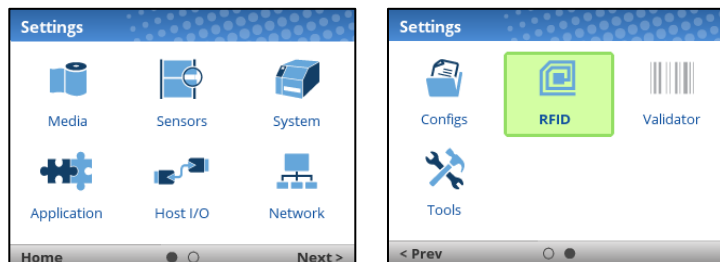 Settings
Media Sensors System
Application Host I/O Network
Home Next >
Settings
Configs RFID Validator
Tools
< Prev